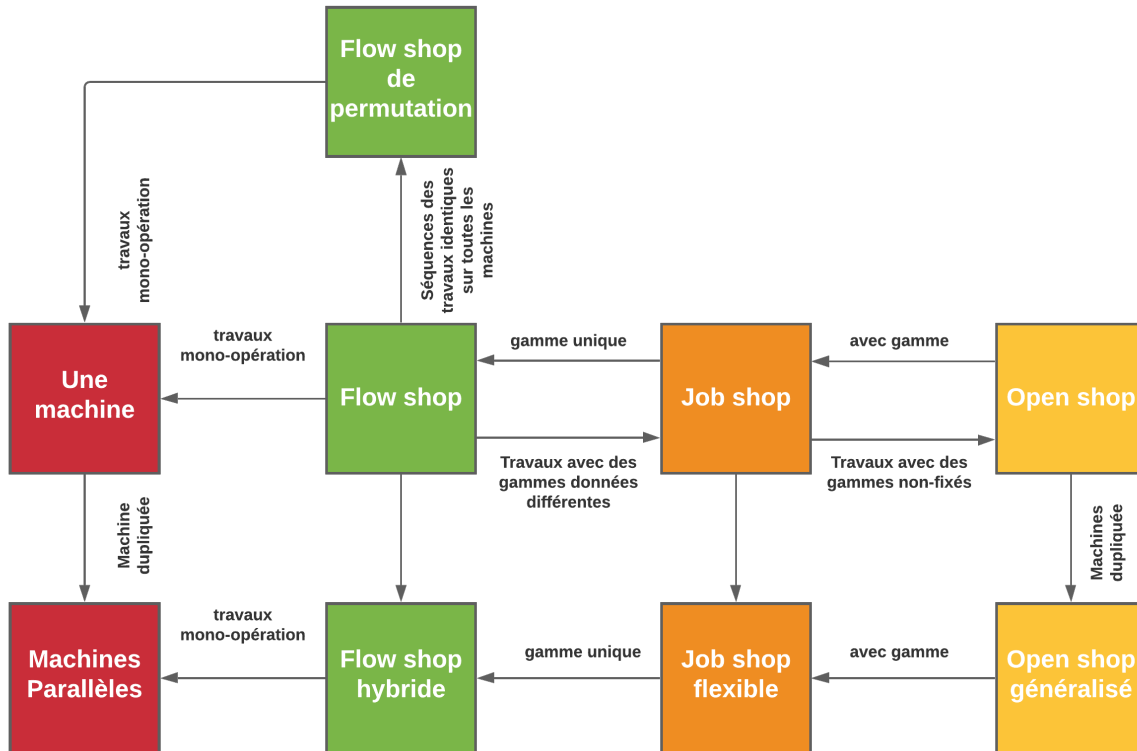 Flow shop
de
permutation
travaux
mono-opération
Séquences des
travaux identiques
sur toutes les
machines
Une
machine
travaux
mono-opération
Flow shop
gamme unique
Travaux avec des
gammes données
différentes
Job shop
avec gamme
Travaux avec des
gammes non-fixés
Open shop
Machine
dupliquée
Machines
dupliquée
Machines
Parallèles
travaux
mono-opération
Flow shop
hybride
gamme unique
Job shop
flexible
avec gamme
Open shop
généralisé